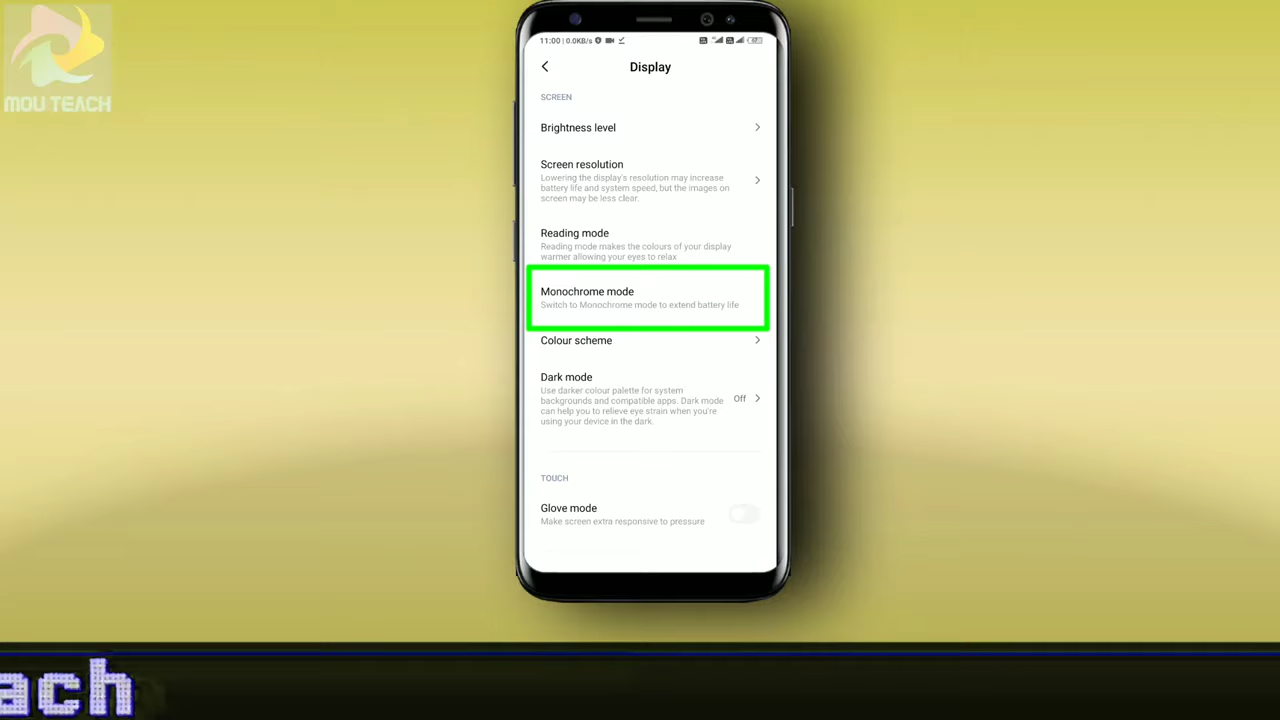 MOU TEACH
11:00 | 0.0KB/s
Display
SCREEN
Brightness level
Screen resolution
Lowering the display's resolution may increase
battery life and system speed, but the images on
screen may be less clear.
Reading mode
Reading mode makes the colours of your display
warmer allowing your eyes to relax
Monochrome mode
Switch to Monochrome mode to extend battery life
Colour scheme
Dark mode
Use darker colour palette for system
backgrounds and compatible apps. Dark mode
can help you to relieve eye strain when you're
using your device in the dark.
Off
TOUCH
Glove mode
Make screen extra responsive to pressure
ach